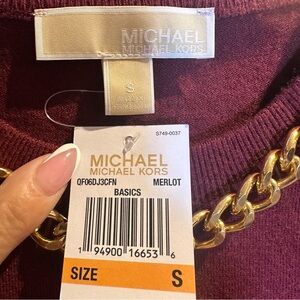 MICHAEL
MICHAEL KORS
S
S749-0037
MICHAEL
MICHAEL KORS
QF06DJ3CFN MERLOT
BASICS
1 94900 16653 6
SIZE S